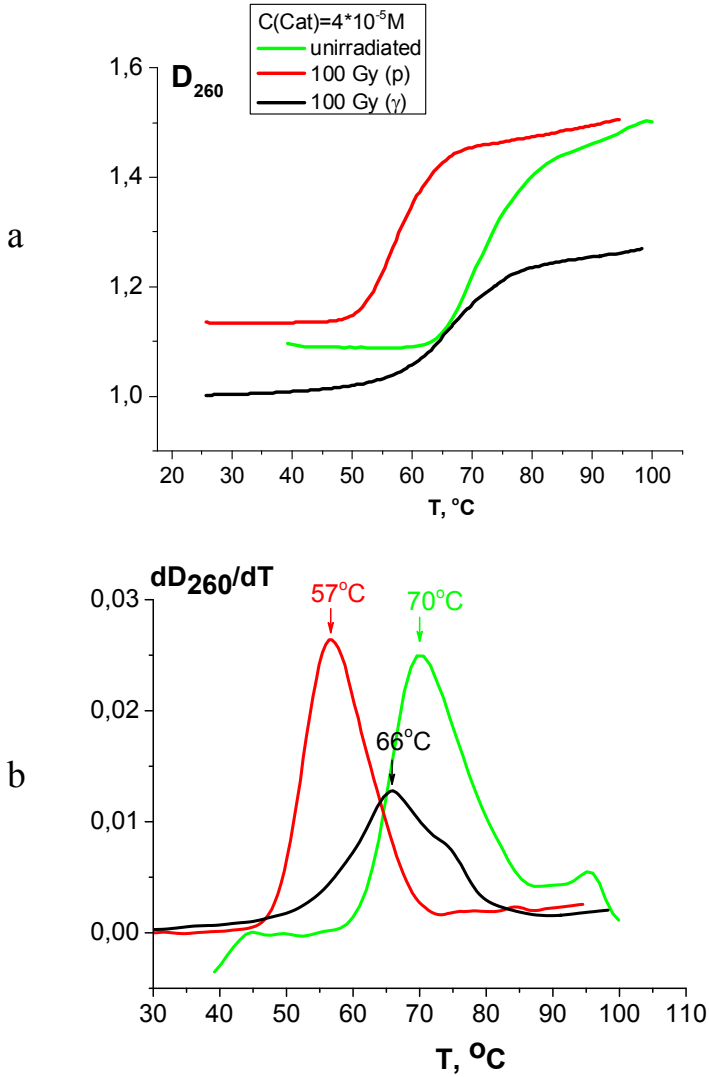 C(Cat)=4*10⁻⁵M
unirradiated
100 Gy (p)
100 Gy (γ)
D₂₆₀
1,6
1,4
1,2
1,0
a
20 30 40 50 60 70 80 90 100
T, °C
dD₂₆₀/dT
0,03
0,02
0,01
0,00
57°C
70°C
66°C
b
30 40 50 60 70 80 90 100 110
T, °C